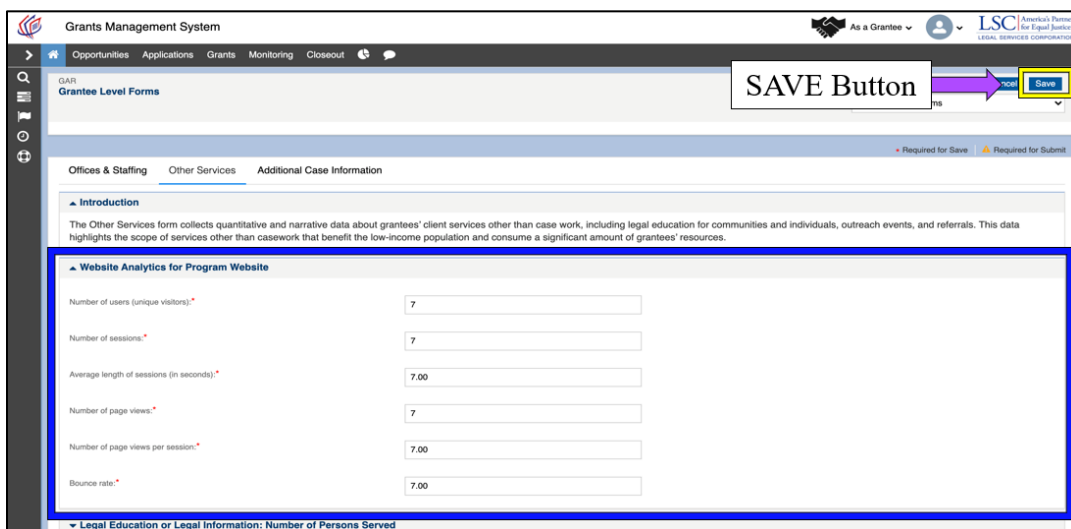 Grants Management System
As a Grantee
LSC America's Partner
for Equal Justice
LEGAL SERVICES CORPORATION
Opportunities Applications Grants Monitoring Closeout
GAR
Grantee Level Forms
SAVE Button
Save
* Required for Save
Required for Submit
Offices & Staffing Other Services Additional Case Information
Introduction
The Other Services form collects quantitative and narrative data about grantees' client services other than case work, including legal education for communities and individuals, outreach events, and referrals. This data
highlights the scope of services other than casework that benefit the low-income population and consume a significant amount of grantees' resources.
Website Analytics for Program Website
Number of users (unique visitors):* 7
Number of sessions:* 7
Average length of sessions (in seconds):* 7.00
Number of page views:* 7
Number of page views per session:* 7.00
Bounce rate:* 7.00
Legal Education or Legal Information: Number of Persons Served